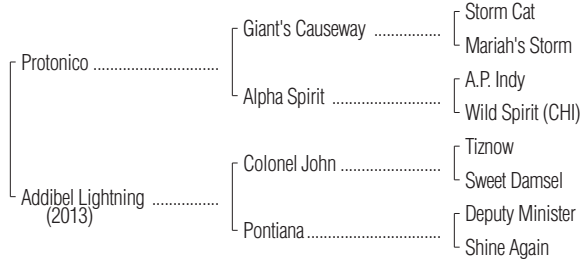 Storm Cat
Giant's Causeway ................
Mariah's Storm
Protonico ..............................
A.P. Indy
Alpha Spirit ..........................
Wild Spirit (CHI)
Tiznow
Colonel John ........................
Sweet Damsel
Addibel Lightning ................
(2013)
Deputy Minister
Pontiana................................
Shine Again